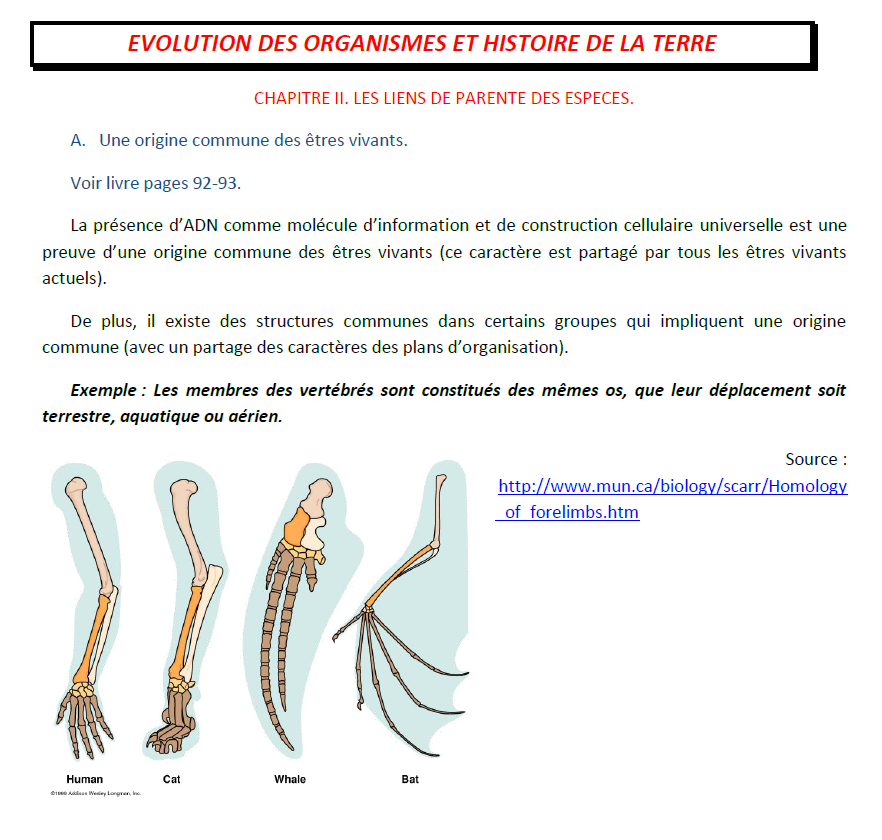 EVOLUTION DES ORGANISMES ET HISTOIRE DE LA TERRE
CHAPITRE II. LES LIENS DE PARENTE DES ESPECES.
A. Une origine commune des êtres vivants.
Voir livre pages 92-93.
La présence d’ADN comme molécule d’information et de construction cellulaire universelle est une
preuve d’une origine commune des êtres vivants (ce caractère est partagé par tous les êtres vivants
actuels).
De plus, il existe des structures communes dans certains groupes qui impliquent une origine
commune (avec un partage des caractères des plans d’organisation).
Exemple : Les membres des vertébrés sont constitués des mêmes os, que leur déplacement soit
terrestre, aquatique ou aérien.
Source :
http://www.mun.ca/biology/scarr/Homology
_of_forelimbs.htm
Human Cat Whale Bat
©1999 Addison Wesley Longman, Inc.